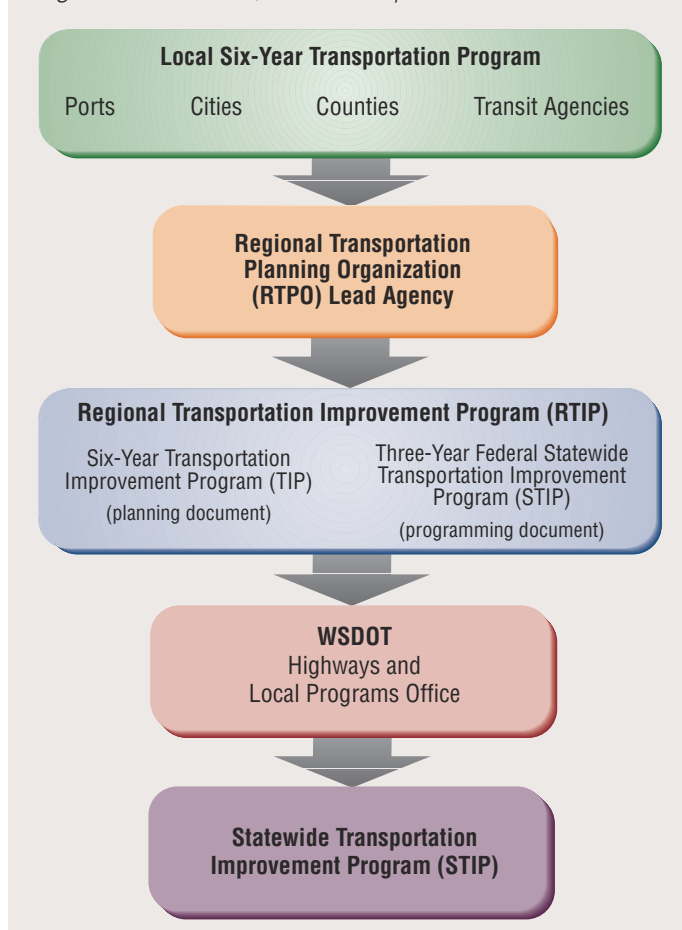 Local Six-Year Transportation Program
Ports Cities Counties Transit Agencies
Regional Transportation
Planning Organization
(RTPO) Lead Agency
Regional Transportation Improvement Program (RTIP)
Six-Year Transportation
Improvement Program (TIP)
(planning document)
Three-Year Federal Statewide
Transportation Improvement
Program (STIP)
(programming document)
WSDOT
Highways and
Local Programs Office
Statewide Transportation
Improvement Program (STIP)